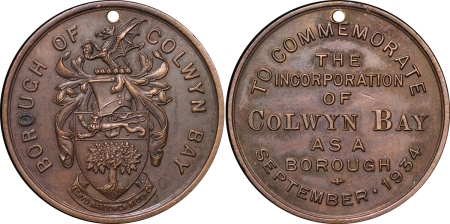 BOROUGH OF COLWYN BAY
TO COMMEMORATE
THE
INCORPORATION
OF
COLWYN BAY
AS A
BOROUGH
SEPTEMBER · 1934